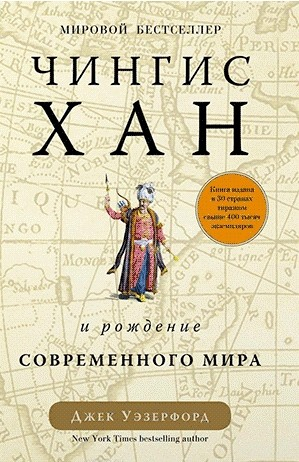 МИРОВОЙ БЕСТСЕЛЛЕР
ЧИНГИС
ХАН
Книга издана
в 30 странах
тиражом
свыше 400 тысяч
экземпляров
и рождение
СОВРЕМЕННОГО МИРА
ДЖЕК УЭЗЕРФОРД
New York Times bestselling author